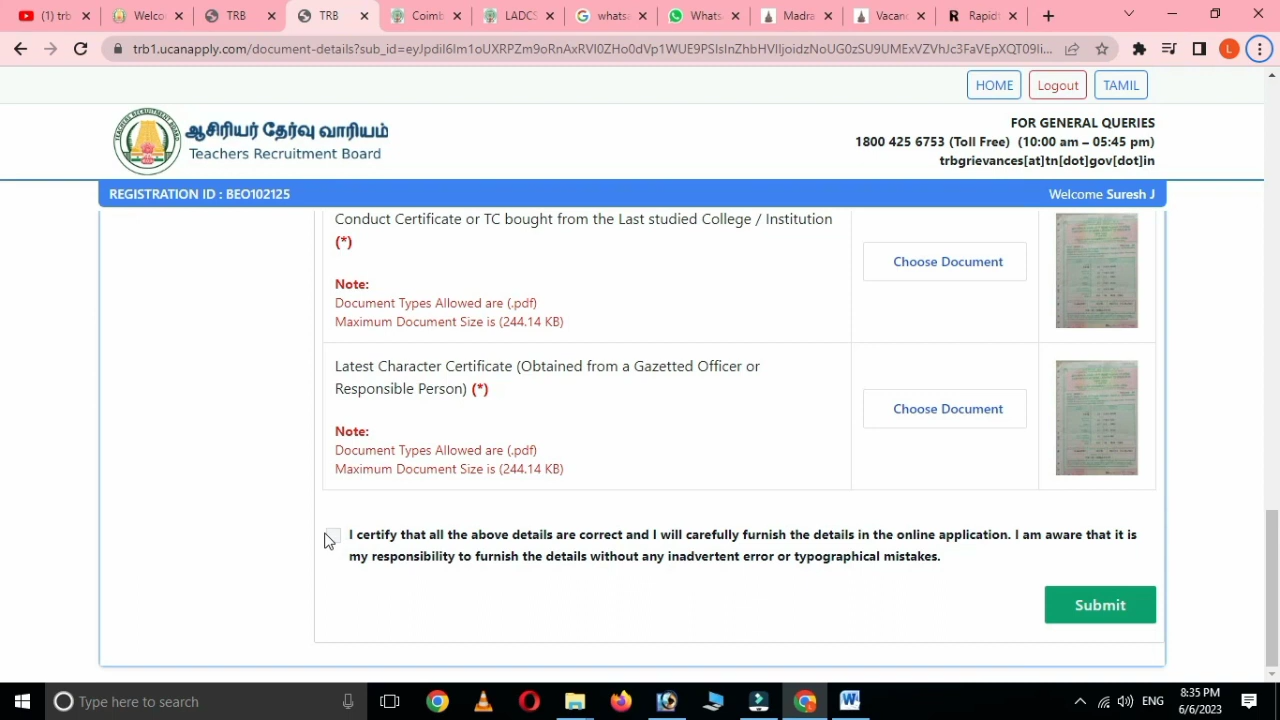 trb
Welco
TRB
TRB
Coimb
LADCS
whatsa
Whats
Madra
Vacan
Rapid
trb1.ucanapply.com/document-details?sub_id=eyJpdiI6Im1oUXRPZm9oRnAxRVI0ZHo0dVp1WUE9PSIsInZhbHVlIjoidzNoUG0zSU9UMExVZVhJc3FaVEpXQT09Ii...
L
HOME
Logout
TAMIL
ஆசிரியர் தேர்வு வாரியம்
Teachers Recruitment Board
FOR GENERAL QUERIES
1800 425 6753 (Toll Free) (10:00 am – 05:45 pm)
trbgrievances[at]tn[dot]gov[dot]in
REGISTRATION ID : BEO102125
Welcome Suresh J
Conduct Certificate or TC bought from the Last studied College / Institution
(*)
Choose Document
Note:
Document Types Allowed are (.pdf)
Maximum Document Size is (244.14 KB)
Latest Character Certificate (Obtained from a Gazetted Officer or
Responsible Person) (*)
Choose Document
Note:
Document Types Allowed are (.pdf)
Maximum Document Size is (244.14 KB)
I certify that all the above details are correct and I will carefully furnish the details in the online application. I am aware that it is
my responsibility to furnish the details without any inadvertent error or typographical mistakes.
Submit
Type here to search
ENG
8:35 PM
6/6/2023